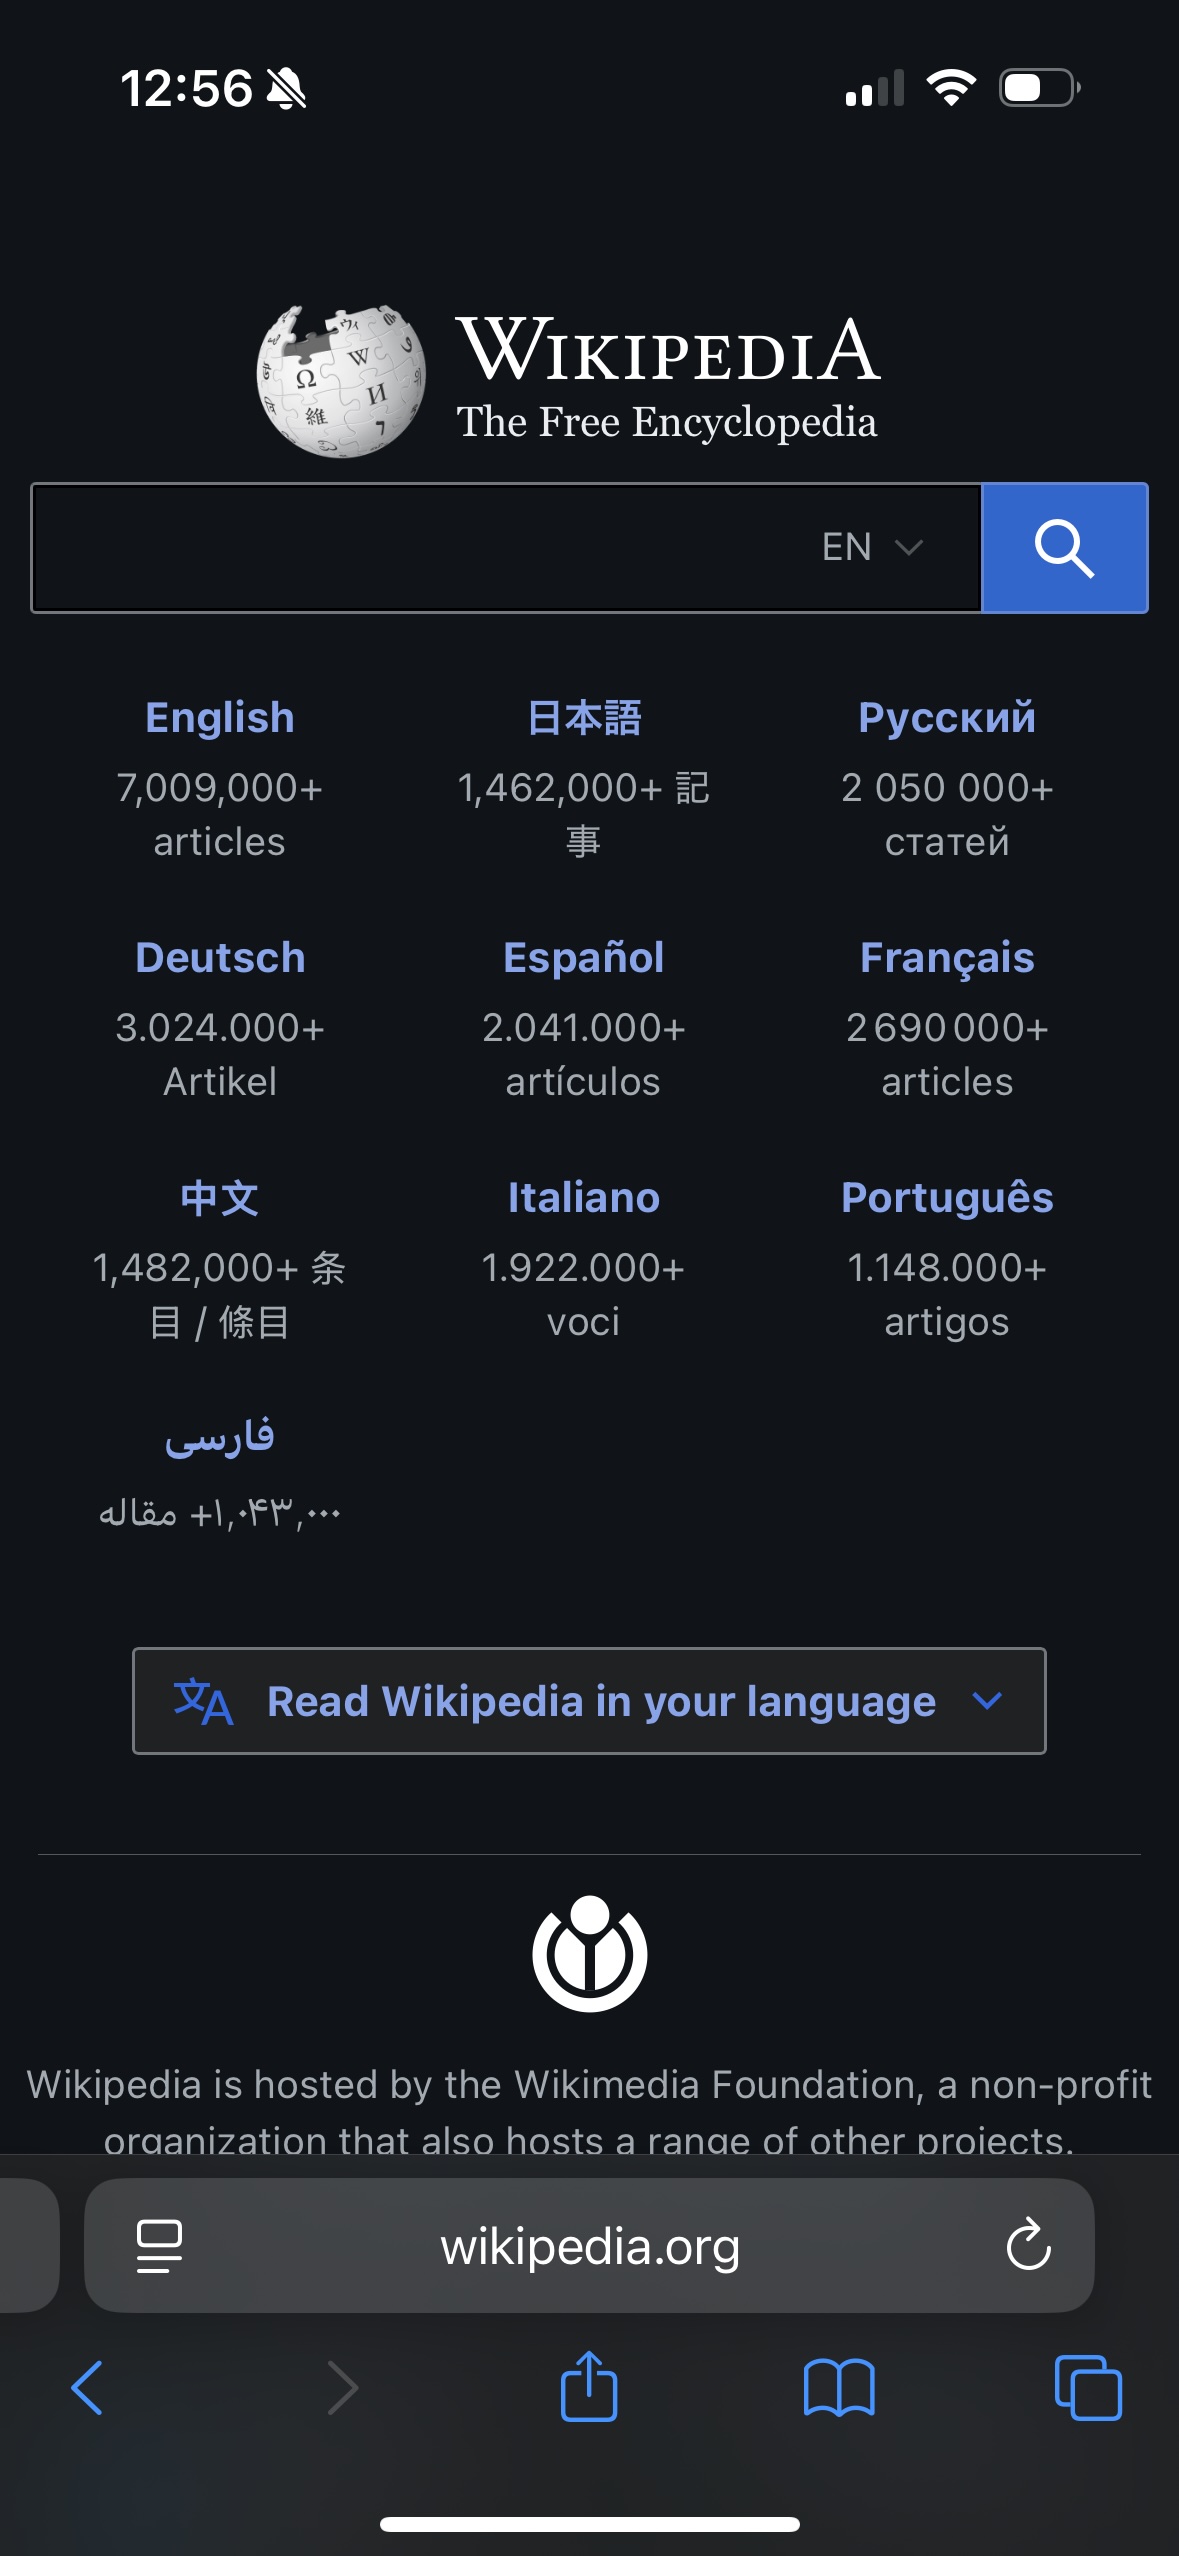 12:56
WIKIPEDIA
The Free Encyclopedia
EN
English
7,009,000+
articles
日本語
1,462,000+ 記
事
Русский
2 050 000+
статей
Deutsch
3.024.000+
Artikel
Español
2.041.000+
artículos
Français
2 690 000+
articles
中文
1,482,000+ 条
目 / 條目
Italiano
1.922.000+
voci
Português
1.148.000+
artigos
فارسی
۱٬۰۴۳٬۰۰۰+ مقاله
Read Wikipedia in your language
Wikipedia is hosted by the Wikimedia Foundation, a non-profit
organization that also hosts a range of other projects.
wikipedia.org